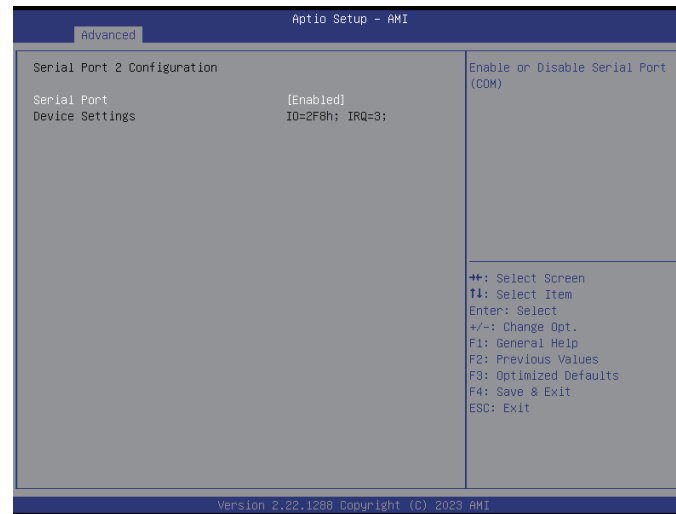 Aptio Setup – AMI
Advanced
Serial Port 2 Configuration
Serial Port [Enabled]
Device Settings IO=2F8h; IRQ=3;
Enable or Disable Serial Port
(COM)
→←: Select Screen
↑↓: Select Item
Enter: Select
+/-: Change Opt.
F1: General Help
F2: Previous Values
F3: Optimized Defaults
F4: Save & Exit
ESC: Exit
Version 2.22.1288 Copyright (C) 2023 AMI